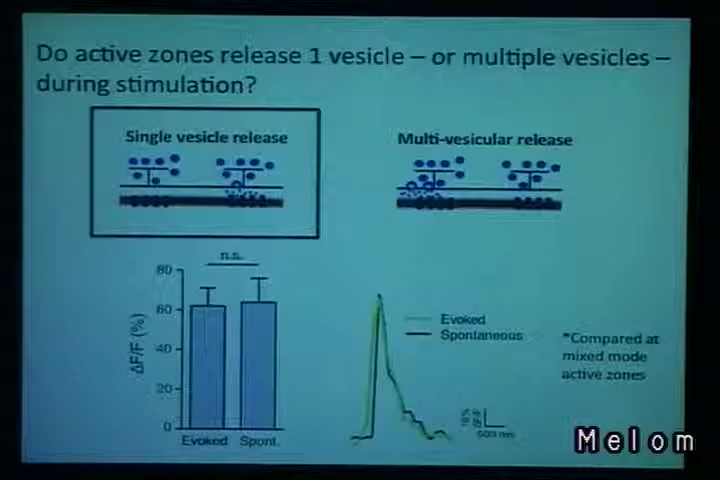 Do active zones release 1 vesicle – or multiple vesicles –
during stimulation?
Single vesicle release
Multi-vesicular release
n.s.
80
60
40
20
0
ΔF/F (%)
Evoked Spont.
Evoked
Spontaneous
500 ms
*Compared at
mixed mode
active zones
Melom